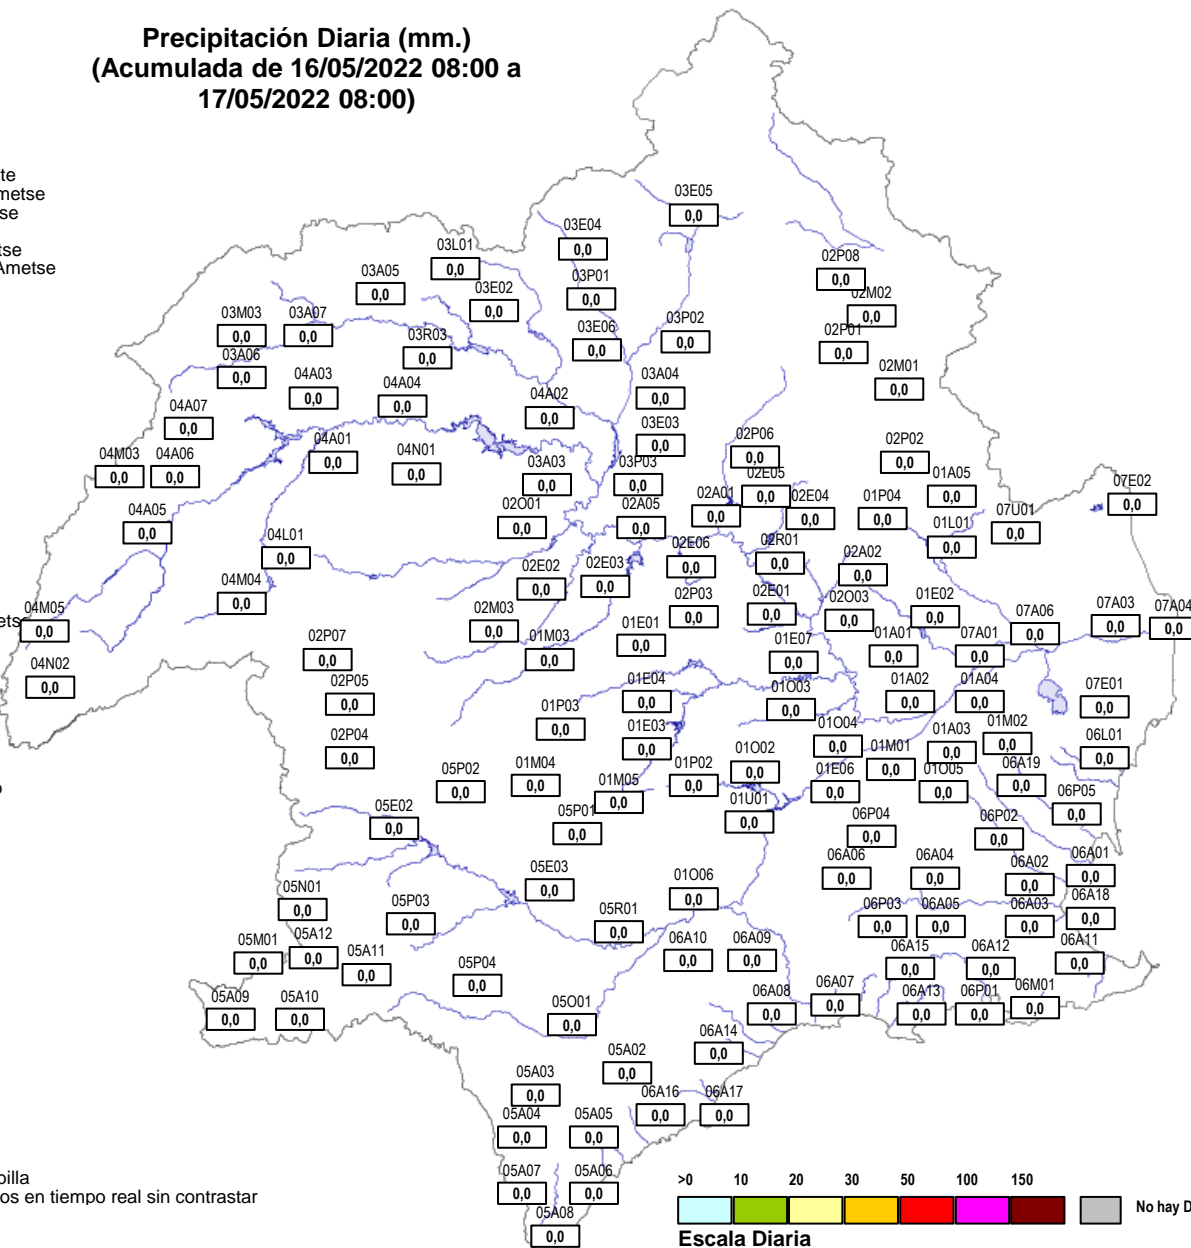 Precipitación Diaria (mm.)
(Acumulada de 16/05/2022 08:00 a
17/05/2022 08:00)
te
metse
se
tse
Ametse
03E05
0,0
03E04
0,0
03L01
0,0
02P08
0,0
03A05
0,0
03P01
0,0
03E02
0,0
02M02
0,0
03M03
0,0
03A07
0,0
03E06
0,0
03P02
0,0
02P01
0,0
03R03
0,0
03A06
0,0
04A03
0,0
04A04
0,0
03A04
0,0
02M01
0,0
04A02
0,0
04A07
0,0
03E03
0,0
04A01
0,0
04N01
0,0
02P06
0,0
02P02
0,0
04M03
0,0
04A06
0,0
03A03
0,0
03P03
0,0
02E05
0,0
01A05
0,0
07E02
0,0
02A01
0,0
02E04
0,0
01P04
0,0
04A05
0,0
02O01
0,0
02A05
0,0
07U01
0,0
01L01
0,0
04L01
0,0
02E06
0,0
02R01
0,0
02A02
0,0
02E02
0,0
02E03
0,0
04M04
0,0
04M05
0,0
etse
02M03
0,0
02P03
0,0
02E01
0,0
02O03
0,0
01E02
0,0
07A06
0,0
07A03
0,0
07A04
0,0
02P07
0,0
01M03
0,0
01E01
0,0
01E07
0,0
01A01
0,0
07A01
0,0
04N02
0,0
02P05
0,0
01E04
0,0
01O03
0,0
01A02
0,0
01A04
0,0
07E01
0,0
01P03
0,0
02P04
0,0
01E03
0,0
01O04
0,0
01A03
0,0
01M02
0,0
06L01
0,0
01M01
0,0
05P02
0,0
01M04
0,0
01M05
0,0
01P02
0,0
01O02
0,0
01E06
0,0
01O05
0,0
06A19
0,0
06P05
0,0
05E02
0,0
05P01
0,0
01U01
0,0
06P04
0,0
06P02
0,0
05E03
0,0
06A06
0,0
06A04
0,0
06A02
0,0
06A01
0,0
05N01
0,0
05P03
0,0
01O06
0,0
05R01
0,0
06P03
0,0
06A05
0,0
06A03
0,0
06A18
0,0
05M01
0,0
05A12
0,0
05A11
0,0
06A10
0,0
06A09
0,0
06A15
0,0
06A12
0,0
06A11
0,0
05P04
0,0
05A09
0,0
05A10
0,0
05O01
0,0
06A08
0,0
06A07
0,0
06A13
0,0
06P01
0,0
06M01
0,0
06A14
0,0
05A02
0,0
05A03
0,0
06A16
0,0
06A17
0,0
05A04
0,0
05A05
0,0
05A07
0,0
05A06
0,0
05A08
0,0
oilla
os en tiempo real sin contrastar
>0 10 20 30 50 100 150
No hay D
Escala Diaria